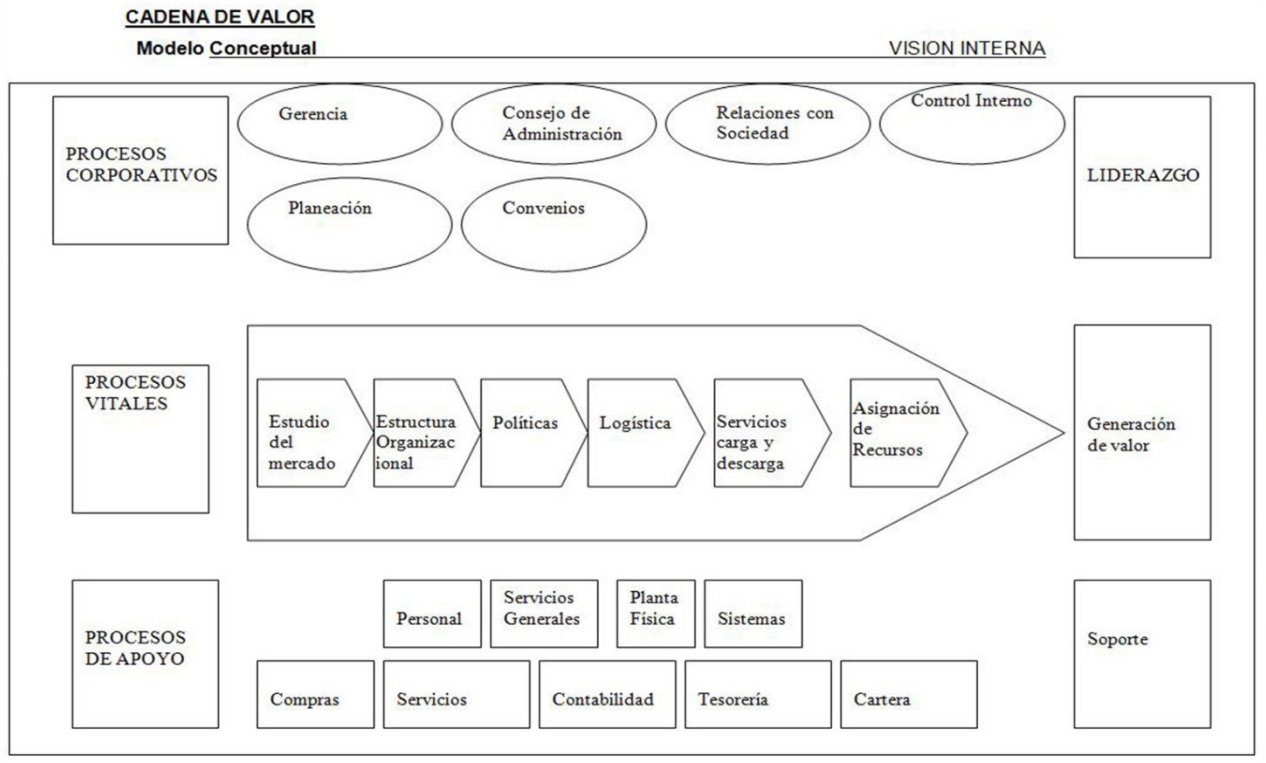 CADENA DE VALOR
Modelo Conceptual VISION INTERNA
PROCESOS
CORPORATIVOS
Gerencia
Consejo de
Administración
Relaciones con
Sociedad
Control Interno
Planeación
Convenios
LIDERAZGO
PROCESOS
VITALES
Estudio
del
mercado
Estructura
Organizac
ional
Políticas
Logística
Servicios
carga y
descarga
Asignación
de
Recursos
Generación
de valor
PROCESOS
DE APOYO
Personal
Servicios
Generales
Planta
Física
Sistemas
Compras
Servicios
Contabilidad
Tesorería
Cartera
Soporte